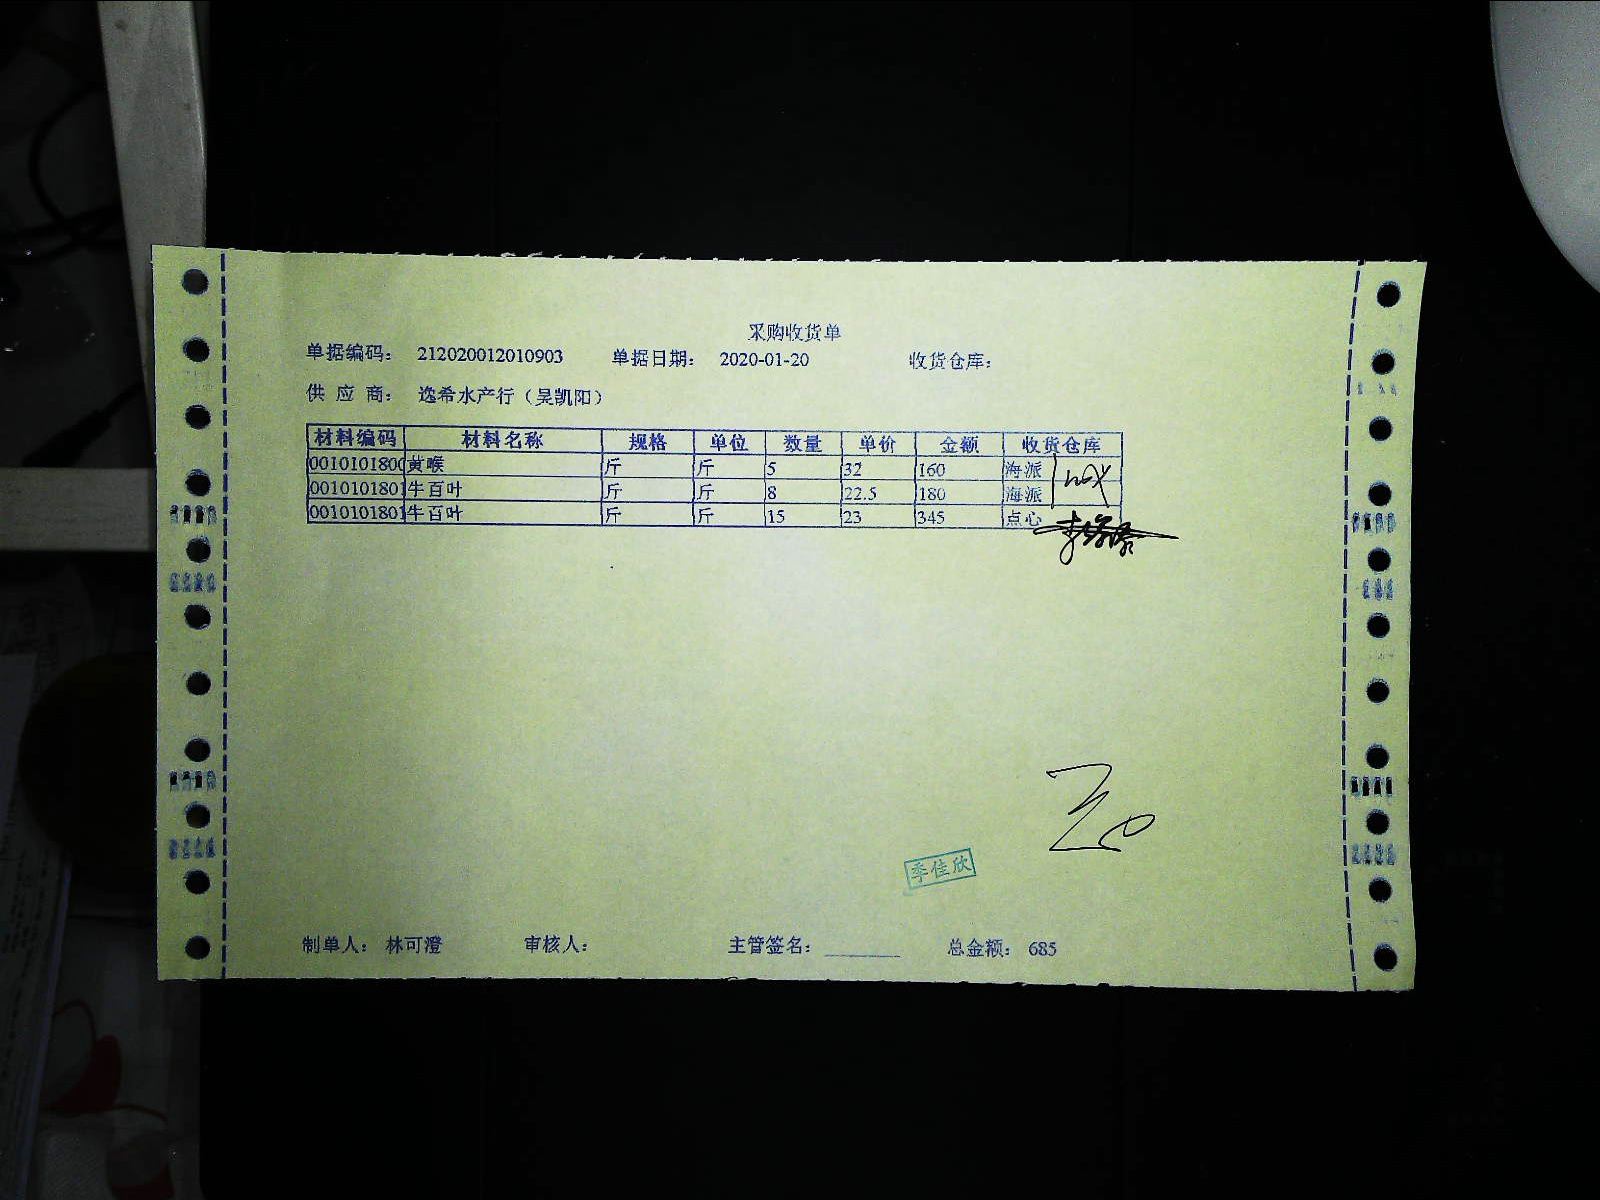 采购收货单
单据编码： 212020012010903 单据日期： 2020-01-20 收货仓库：
供 应 商： 逸希水产行（吴凯阳）
材料编码 材料名称 规格 单位 数量 单价 金额 收货仓库
0010101800 黄喉 斤 斤 5 32 160 海派
0010101801 牛百叶 斤 斤 8 22.5 180 海派
0010101801 牛百叶 斤 斤 15 23 345 点心
季佳欣
制单人： 林可澄 审核人： 主管签名： 总金额： 685